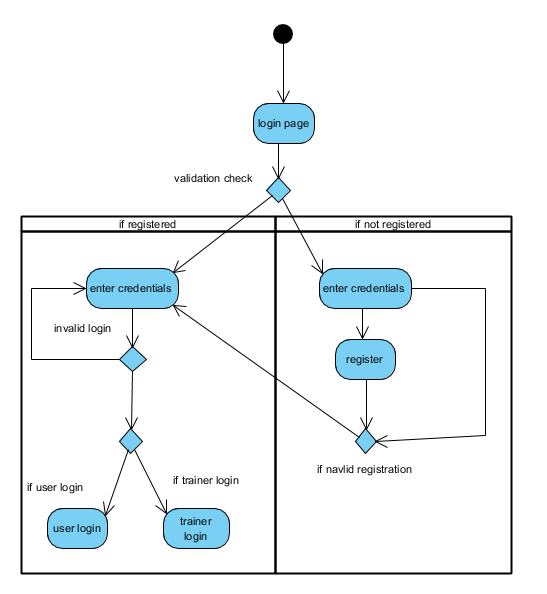 login page
validation check
if registered
if not registered
enter credentials
enter credentials
invalid login
register
if navlid registration
if trainer login
if user login
user login
trainer
login